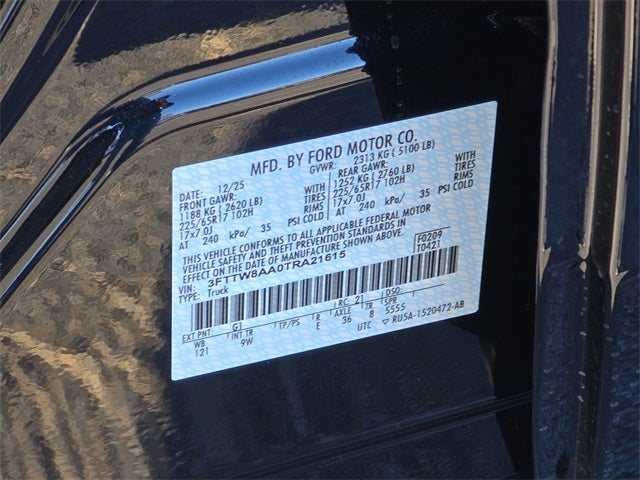 MFD. BY FORD MOTOR CO.
DATE: 12/25 GVWR: 2313 KG ( 5100 LB)
FRONT GAWR: WITH REAR GAWR: WITH
1188 KG ( 2620 LB) TIRES 1252 KG ( 2760 LB) TIRES
225/65R17 102H RIMS 225/65R17 102H RIMS
17x7.0J PSI COLD 17x7.0J PSI COLD
AT 240 kPa/ 35 AT 240 kPa/ 35
THIS VEHICLE CONFORMS TO ALL APPLICABLE FEDERAL MOTOR
VEHICLE SAFETY AND THEFT PREVENTION STANDARDS IN
EFFECT ON THE DATE OF MANUFACTURE SHOWN ABOVE.
VIN: 3FTTW8AA0TRA21615 F0209
TYPE: Truck T0421
EXT PNT: G1 RC: 21 DSO:
WB INT TR TP/PS R AXLE TR SPR
121 9W E 36 8 5555
UTC ▽ RU5A-1520472-AB